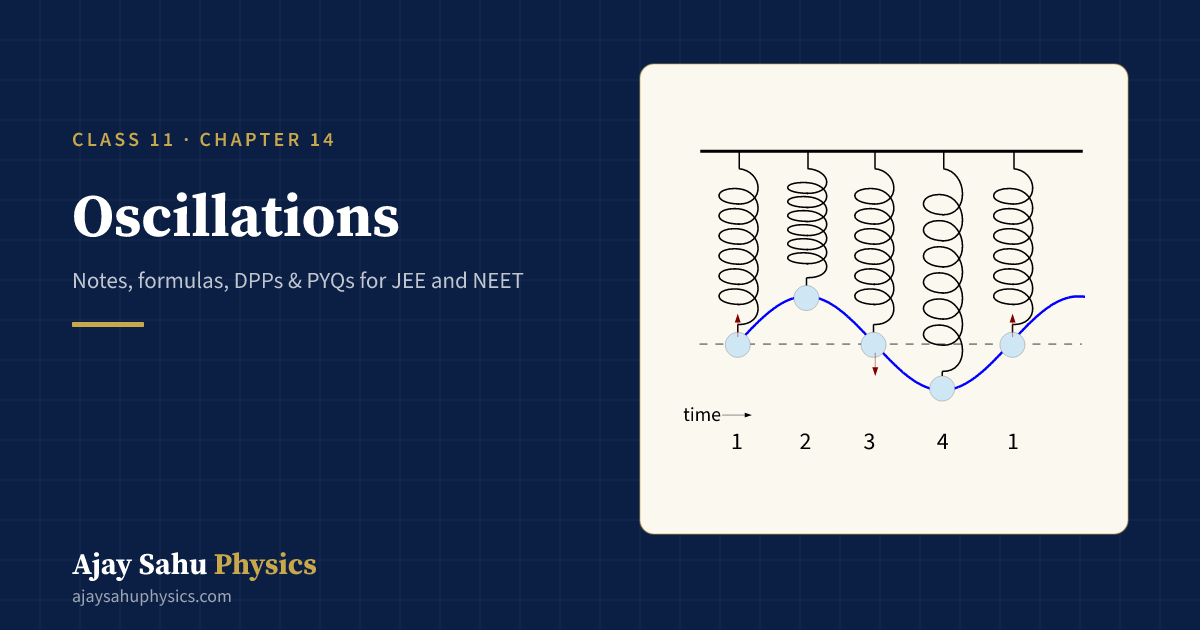 CLASS 11 · CHAPTER 14
Oscillations
Notes, formulas, DPPs & PYQs for JEE and NEET
Ajay Sahu Physics
ajaysahuphysics.com
time
1 2 3 4 1